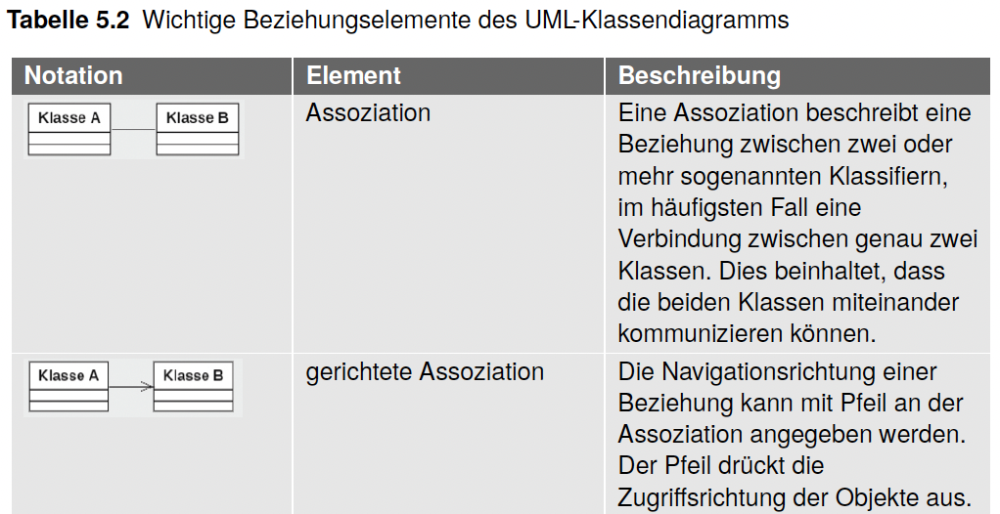 Tabelle 5.2 Wichtige Beziehungselemente des UML-Klassendiagramms
Notation Element Beschreibung
Klasse A Klasse B
Assoziation
Eine Assoziation beschreibt eine
Beziehung zwischen zwei oder
mehr sogenannten Klassifiern,
im häufigsten Fall eine
Verbindung zwischen genau zwei
Klassen. Dies beinhaltet, dass
die beiden Klassen miteinander
kommunizieren können.
Klasse A Klasse B
gerichtete Assoziation
Die Navigationsrichtung einer
Beziehung kann mit Pfeil an der
Assoziation angegeben werden.
Der Pfeil drückt die
Zugriffsrichtung der Objekte aus.